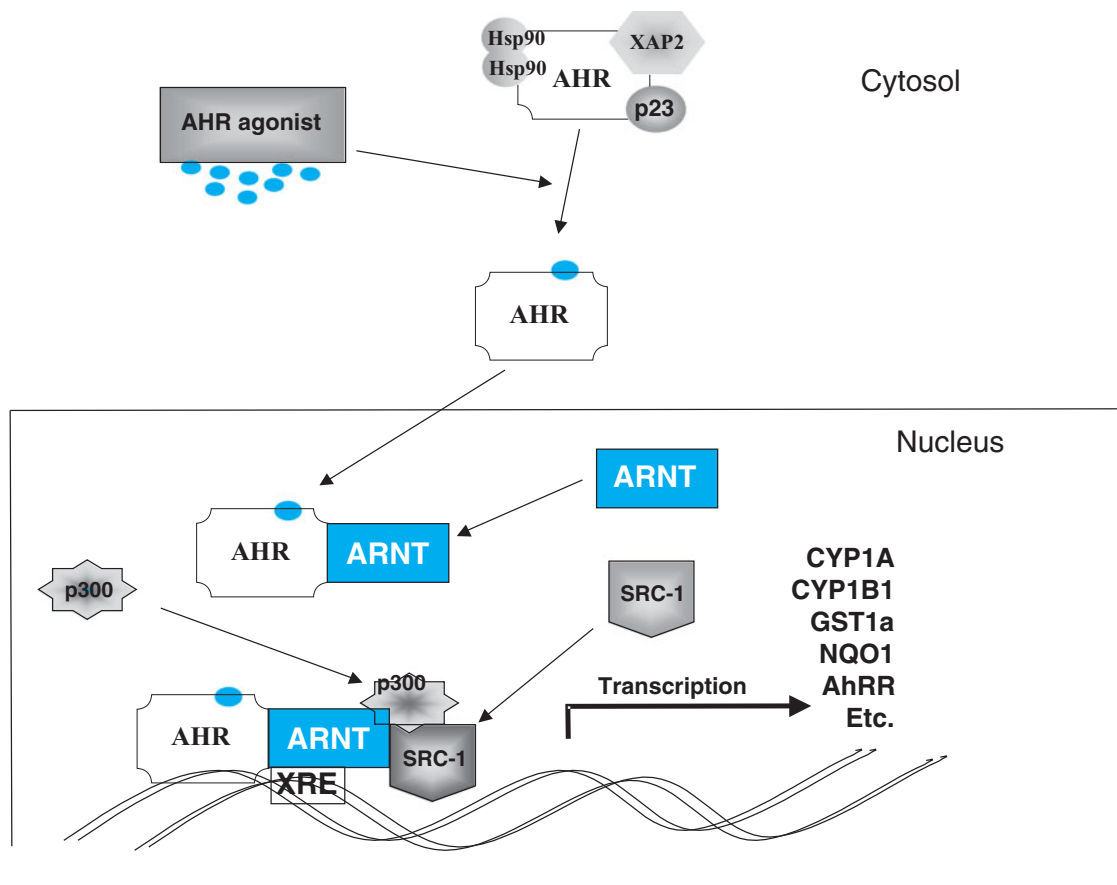 Hsp90
XAP2
Hsp90
AHR
Cytosol
p23
AHR agonist
AHR
Nucleus
ARNT
AHR
ARNT
p300
SRC-1
CYP1A
CYP1B1
GST1a
NQO1
AhRR
Etc.
p300
Transcription
AHR
ARNT
SRC-1
XRE